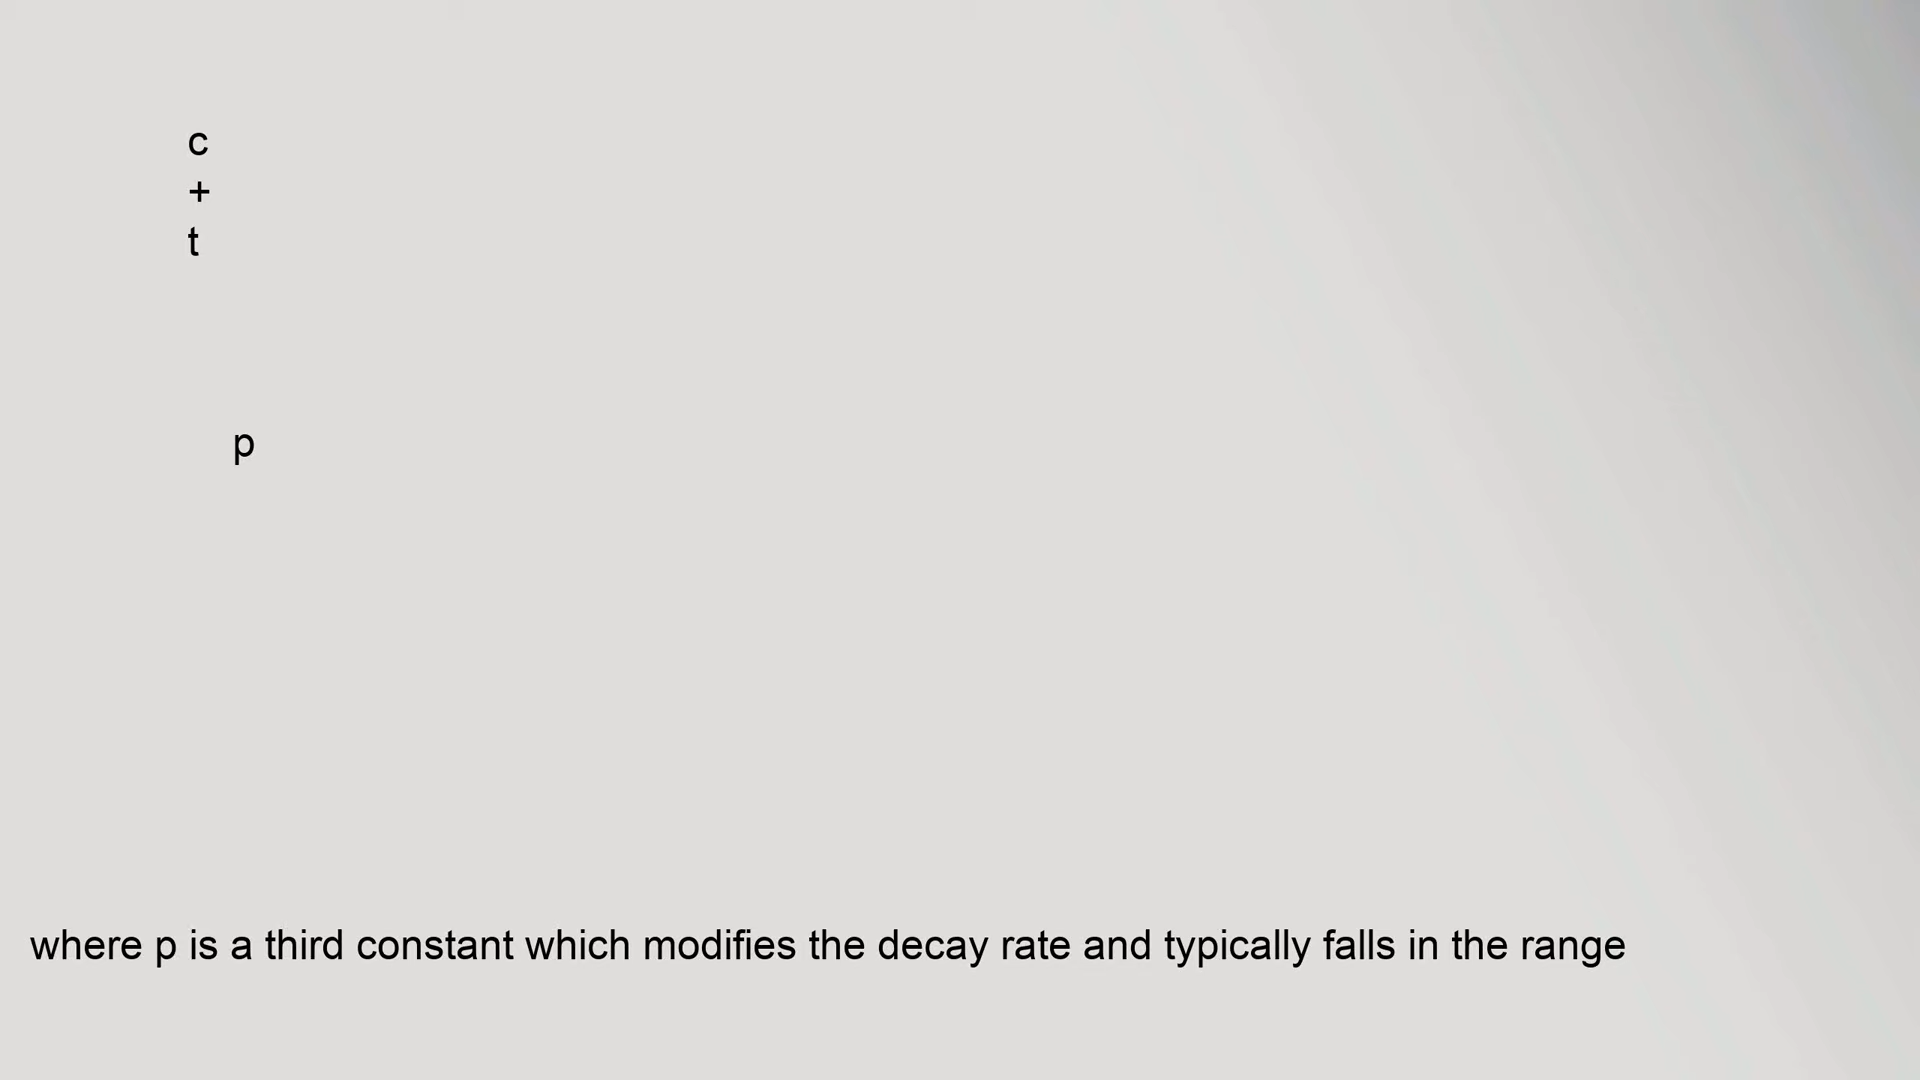 c
+
t
p
where p is a third constant which modifies the decay rate and typically falls in the range